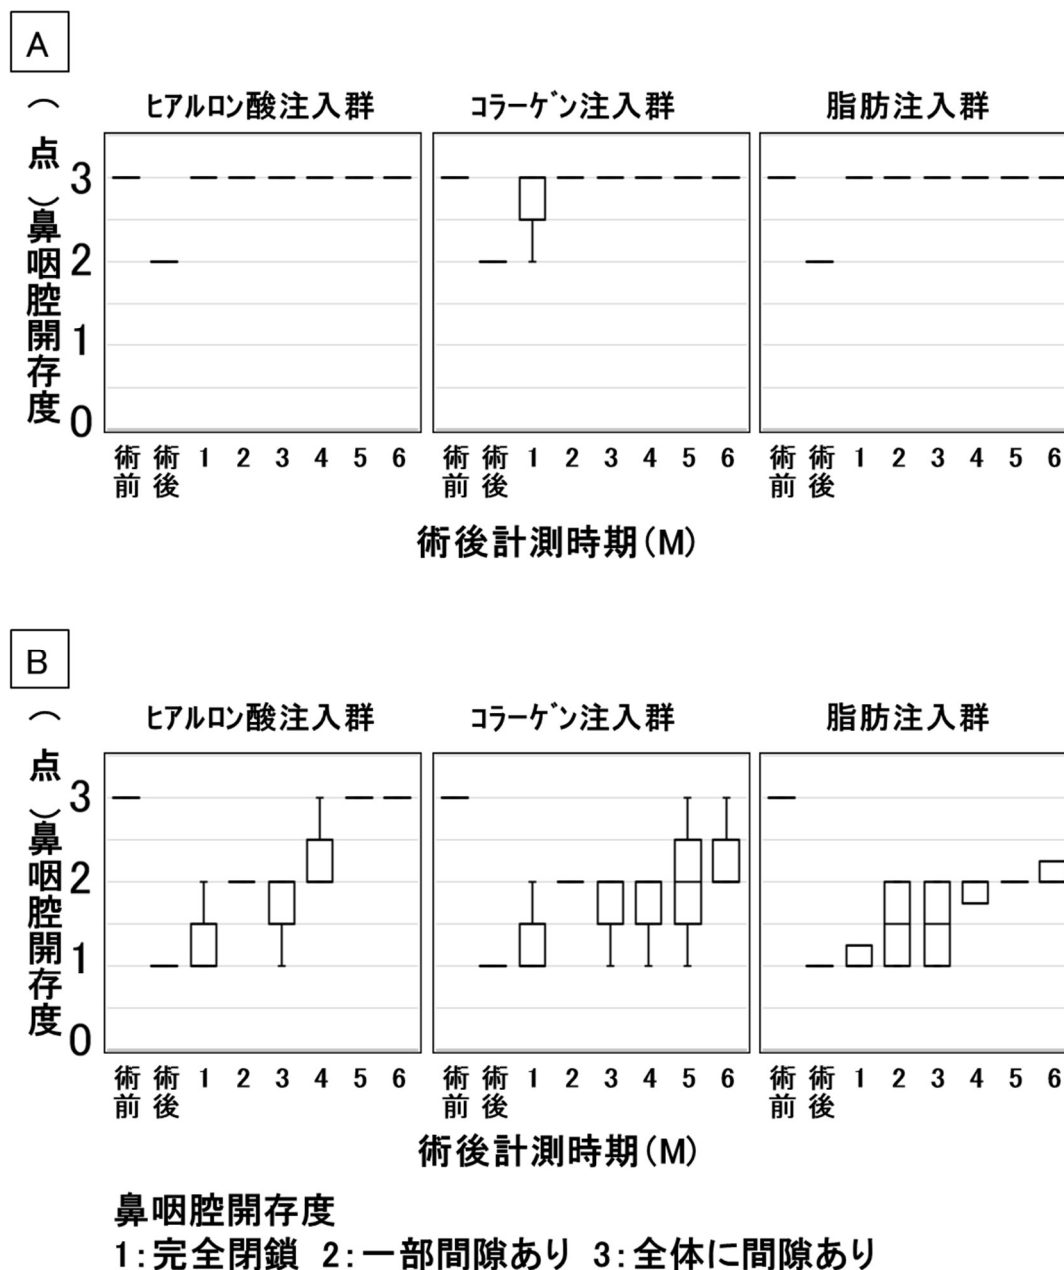 A
ヒアルロン酸注入群 コラーゲン注入群 脂肪注入群
(点)鼻咽腔開存度
3
2
1
0
術前 術後 1 2 3 4 5 6 術前 術後 1 2 3 4 5 6 術前 術後 1 2 3 4 5 6
術後計測時期(M)
B
ヒアルロン酸注入群 コラーゲン注入群 脂肪注入群
(点)鼻咽腔開存度
3
2
1
0
術前 術後 1 2 3 4 5 6 術前 術後 1 2 3 4 5 6 術前 術後 1 2 3 4 5 6
術後計測時期(M)
鼻咽腔開存度
1:完全閉鎖 2:一部間隙あり 3:全体に間隙あり